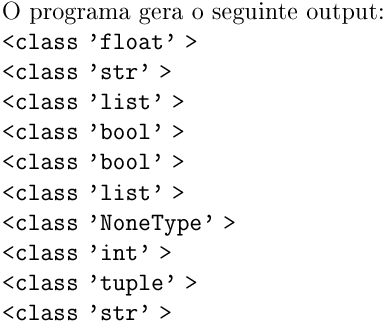 O programa gera o seguinte output:
<class ’float’ >
<class ’str’ >
<class ’list’ >
<class ’bool’ >
<class ’bool’ >
<class ’list’ >
<class ’NoneType’ >
<class ’int’ >
<class ’tuple’ >
<class ’str’ >